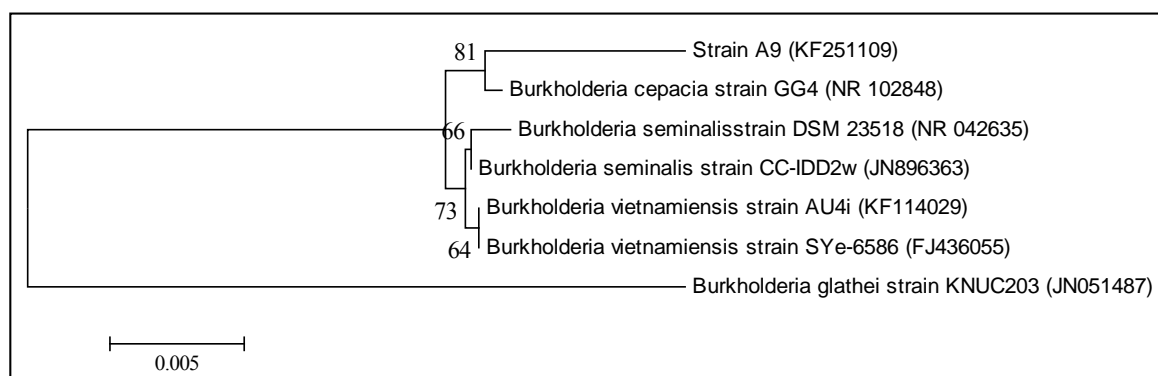 81
Strain A9 (KF251109)
Burkholderia cepacia strain GG4 (NR 102848)
66
Burkholderia seminalisstrain DSM 23518 (NR 042635)
Burkholderia seminalis strain CC-IDD2w (JN896363)
73
Burkholderia vietnamiensis strain AU4i (KF114029)
64
Burkholderia vietnamiensis strain SYe-6586 (FJ436055)
Burkholderia glathei strain KNUC203 (JN051487)
0.005